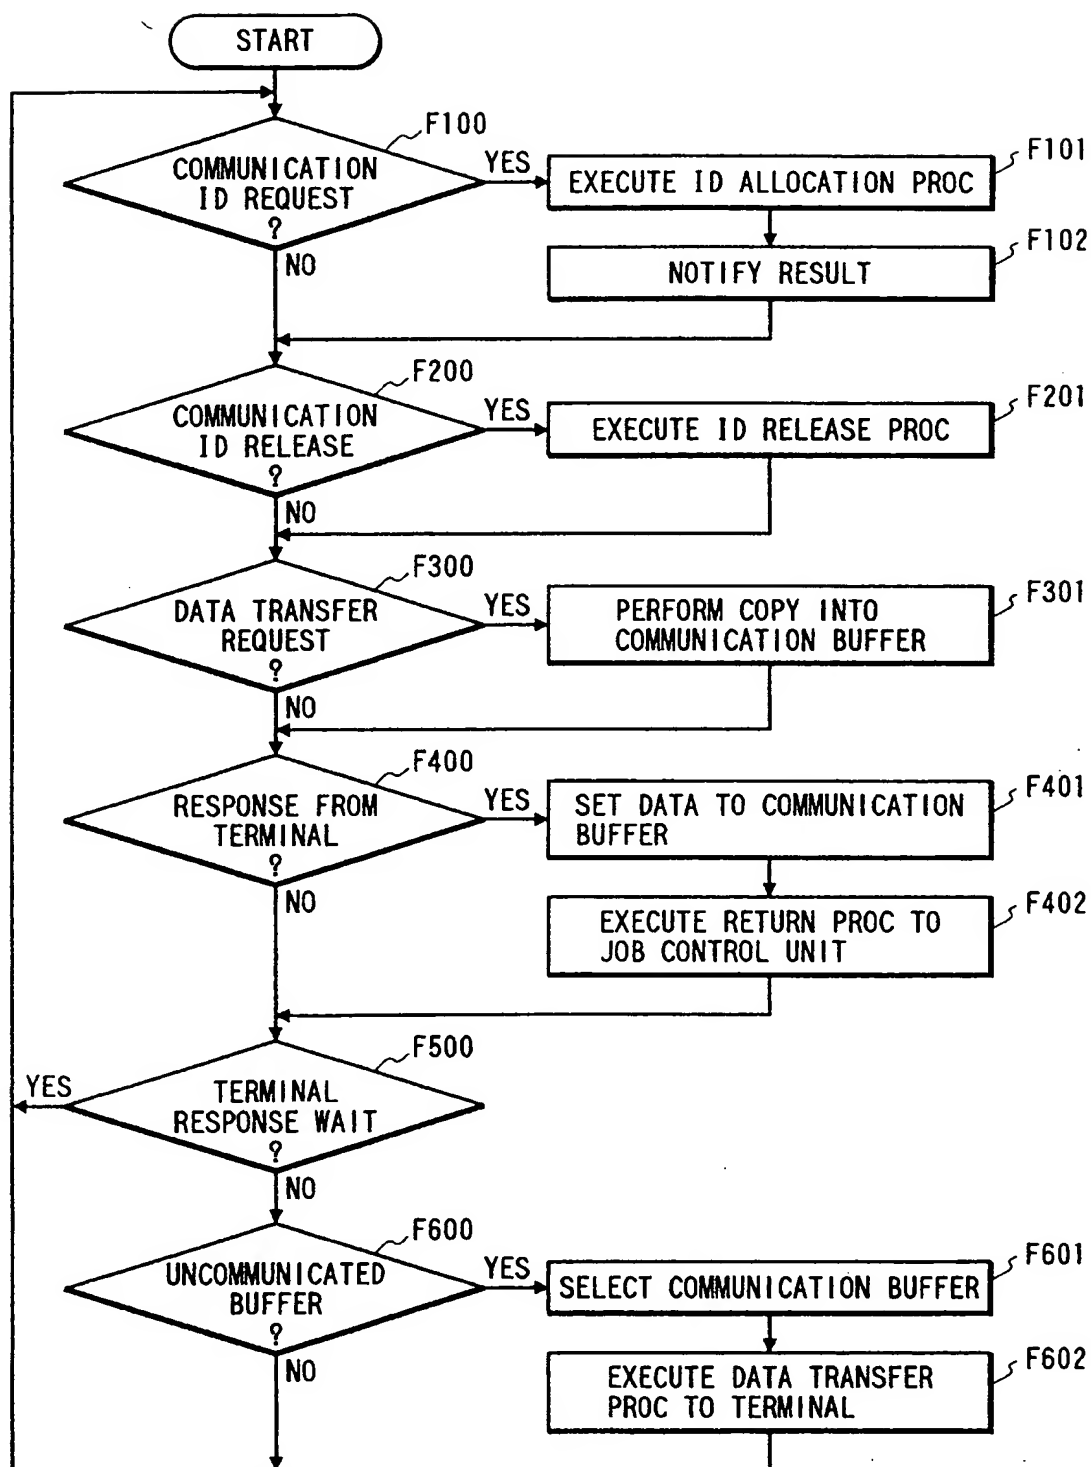 START
F100
COMMUNICATION
ID REQUEST
?
YES
NO
F101
EXECUTE ID ALLOCATION PROC
F102
NOTIFY RESULT
F200
COMMUNICATION
ID RELEASE
?
YES
NO
F201
EXECUTE ID RELEASE PROC
F300
DATA TRANSFER
REQUEST
?
YES
NO
F301
PERFORM COPY INTO
COMMUNICATION BUFFER
F400
RESPONSE FROM
TERMINAL
?
YES
NO
F401
SET DATA TO COMMUNICATION
BUFFER
F402
EXECUTE RETURN PROC TO
JOB CONTROL UNIT
F500
YES
TERMINAL
RESPONSE WAIT
?
NO
F600
UNCOMMUNICATED
BUFFER
?
YES
NO
F601
SELECT COMMUNICATION BUFFER
F602
EXECUTE DATA TRANSFER
PROC TO TERMINAL